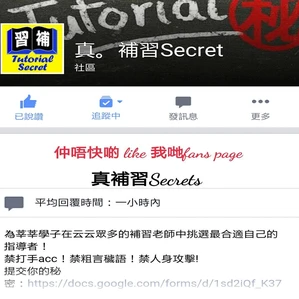 Tutorial
秘
習補
Tutorial
Secret
真。補習Secret
社區
已說讚
追蹤中
發訊息
更多
仲唔快啲 like 我哋fans page
真補習Secrets
平均回覆時間：一小時內
為莘莘學子在云云眾多的補習老師中挑選最合適自己的
指導者！
禁打手acc！禁粗言穢語！禁人身攻擊!
提交你的秘
密：https://docs.google.com/forms/d/1sd2iQf_K37